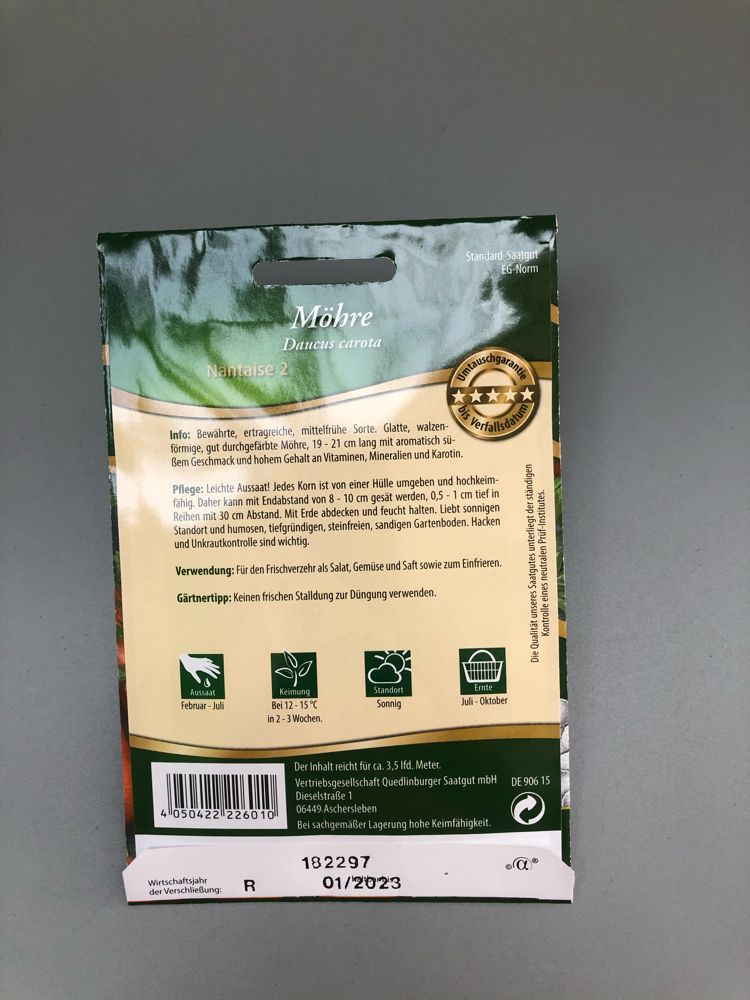 Standard-Saatgut
EG-Norm
Möhre
Daucus carota
Nantaise 2
Umtauschgarantie
bis Verfallsdatum
Info: Bewährte, ertragreiche, mittelfrühe Sorte. Glatte, walzen-
förmige, gut durchgefärbte Möhre, 19 - 21 cm lang mit aromatisch sü-
ßem Geschmack und hohem Gehalt an Vitaminen, Mineralien und Karotin.
Pflege: Leichte Aussaat! Jedes Korn ist von einer Hülle umgeben und hochkeim-
fähig. Daher kann mit Endabstand von 8 - 10 cm gesät werden, 0,5 - 1 cm tief in
Reihen mit 30 cm Abstand. Mit Erde abdecken und feucht halten. Liebt sonnigen
Standort und humosen, tiefgründigen, steinfreien, sandigen Gartenboden. Hacken
und Unkrautkontrolle sind wichtig.
Verwendung: Für den Frischverzehr als Salat, Gemüse und Saft sowie zum Einfrieren.
Gärtnertipp: Keinen frischen Stalldung zur Düngung verwenden.
Die Qualität unseres Saatgutes unterliegt der ständigen
Kontrolle eines neutralen Prüf-Institutes.
Aussaat
Februar - Juli
Keimung
Bei 12 - 15 °C
in 2 - 3 Wochen.
Standort
Sonnig
Ernte
Juli - Oktober
Der Inhalt reicht für ca. 3,5 lfd. Meter.
Vertriebsgesellschaft Quedlinburger Saatgut mbH
Dieselstraße 1
06449 Aschersleben
Bei sachgemäßer Lagerung hohe Keimfähigkeit.
DE 906 15
4 050422 226010
182297
Wirtschaftsjahr
der Verschließung:
R
01/2023
©α®